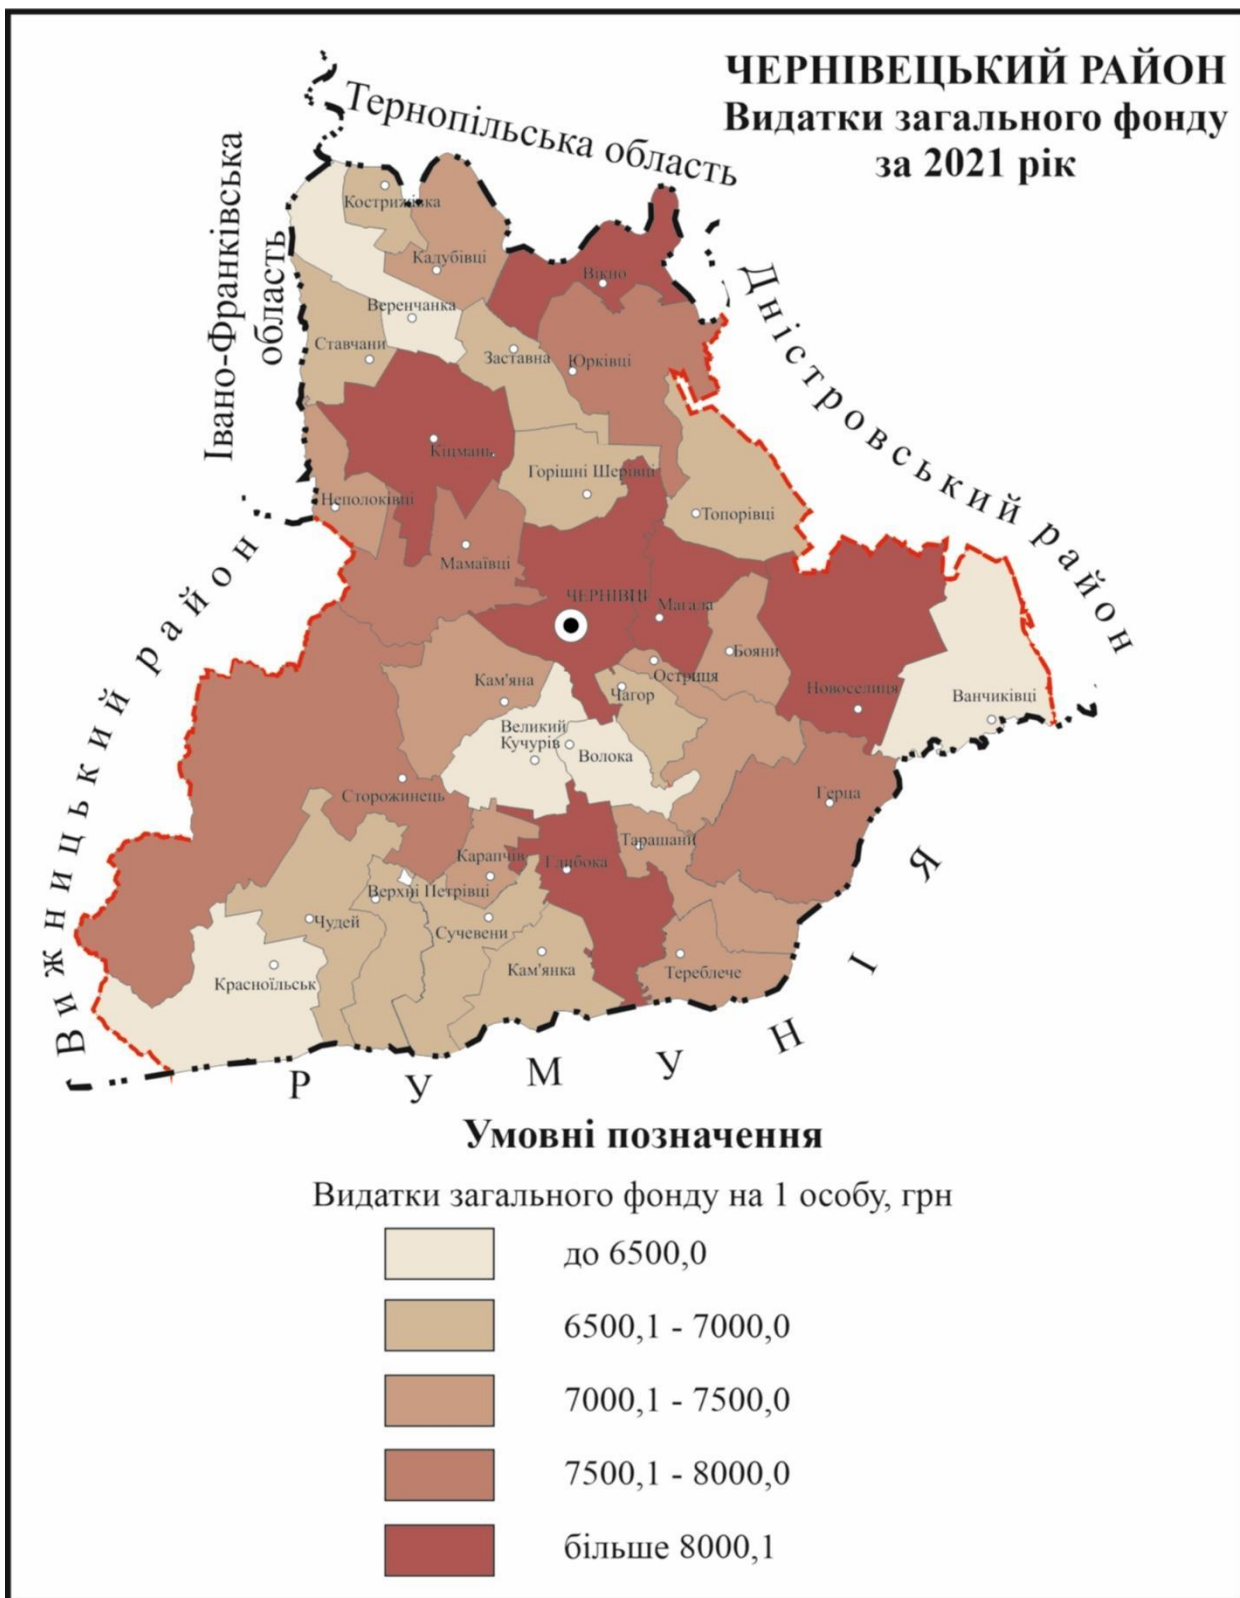 ЧЕРНІВЕЦЬКИЙ РАЙОН
Видатки загального фонду
за 2021 рік
Тернопільська область
Івано-Франківська
область
Дністровський район
Вижницький район
РУМУНІЯ
Кострижівка
Кадубівці
Вікно
Веренчанка
Ставчани
Заставна
Юрківці
Кіцмань
Горішні Шерівці
Неполоківці
Топорівці
Мамаївці
ЧЕРНІВЦІ
Магала
Бояни
Остриця
Кам'яна
Чагор
Новоселиця
Ванчиківці
Великий
Кучурів
Волока
Сторожинець
Герца
Тарашани
Карапчів
Глибока
Верхні Петрівці
Чудей
Сучевени
Кам'янка
Тереблече
Красноїльськ
Умовні позначення
Видатки загального фонду на 1 особу, грн
до 6500,0
6500,1 - 7000,0
7000,1 - 7500,0
7500,1 - 8000,0
більше 8000,1